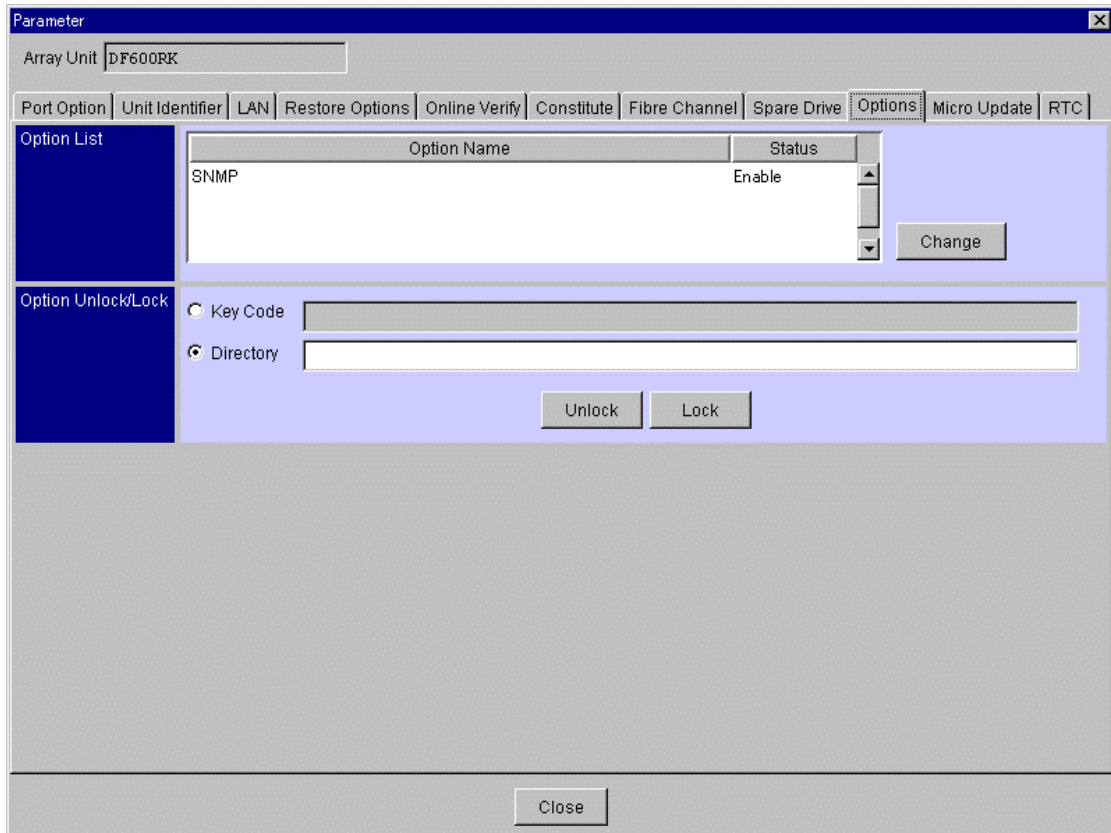 Parameter
Array Unit DF600RK
Port Option Unit Identifier LAN Restore Options Online Verify Constitute Fibre Channel Spare Drive Options Micro Update RTC
Option List
Option Name Status
SNMP Enable
Change
Option Unlock/Lock
Key Code
Directory
Unlock Lock
Close